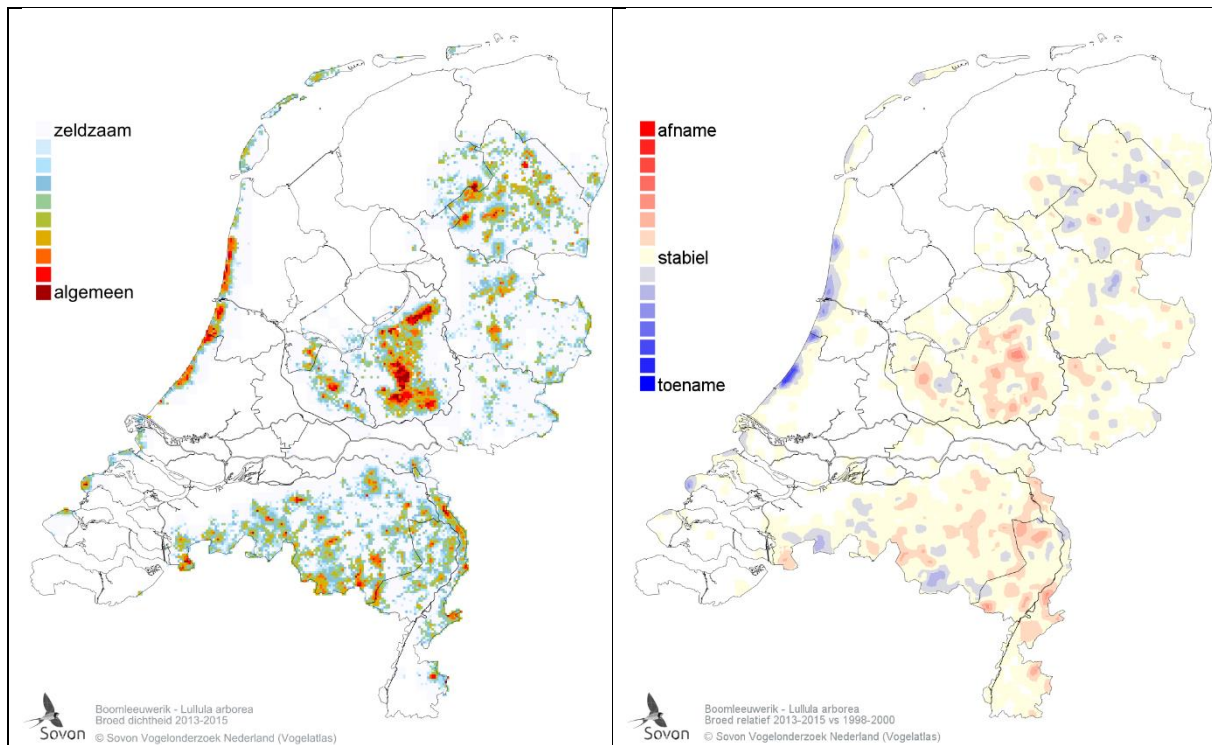 zeldzaam
algemeen
Boomleeuwerik - Lullula arborea
Broed dichtheid 2013-2015
© Sovon Vogelonderzoek Nederland (Vogelatlas)
Sovon
afname
stabiel
toename
Boomleeuwerik - Lullula arborea
Broed relatief 2013-2015 vs 1998-2000
© Sovon Vogelonderzoek Nederland (Vogelatlas)
Sovon